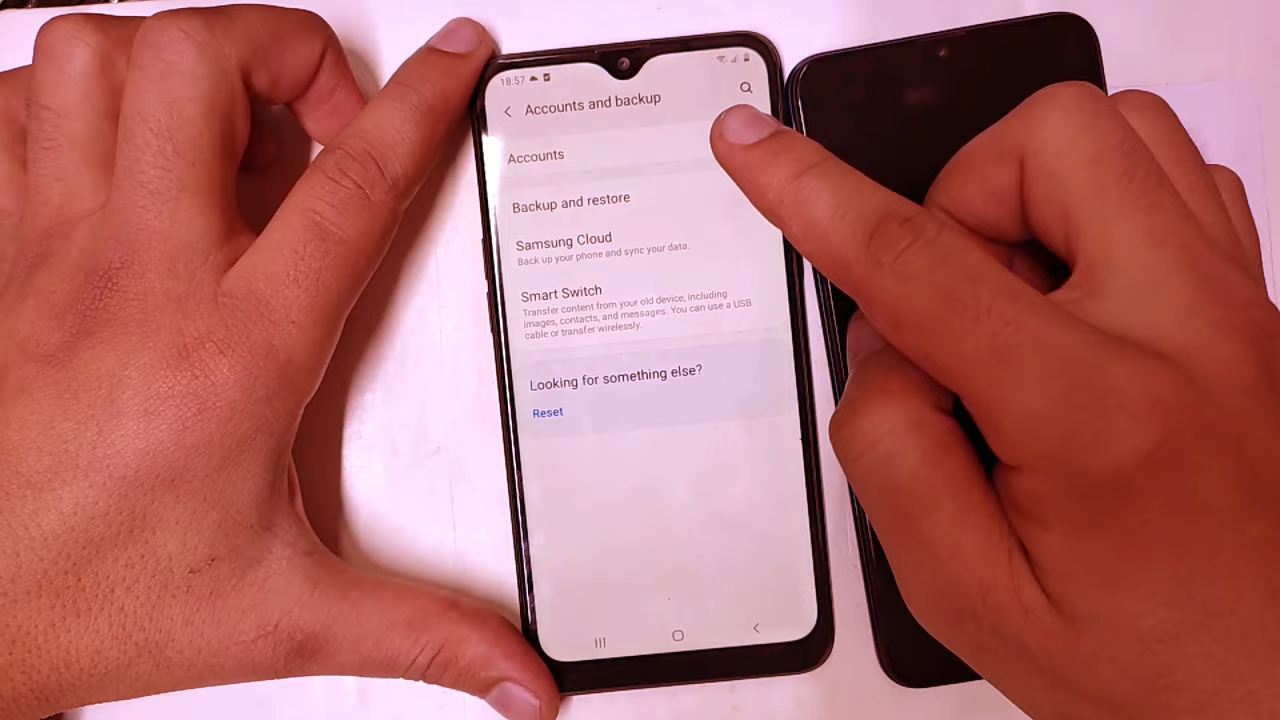 18:57
Accounts and backup
Accounts
Backup and restore
Samsung Cloud
Back up your phone and sync your data.
Smart Switch
Transfer content from your old device, including
images, contacts, and messages. You can use a USB
cable or transfer wirelessly.
Looking for something else?
Reset